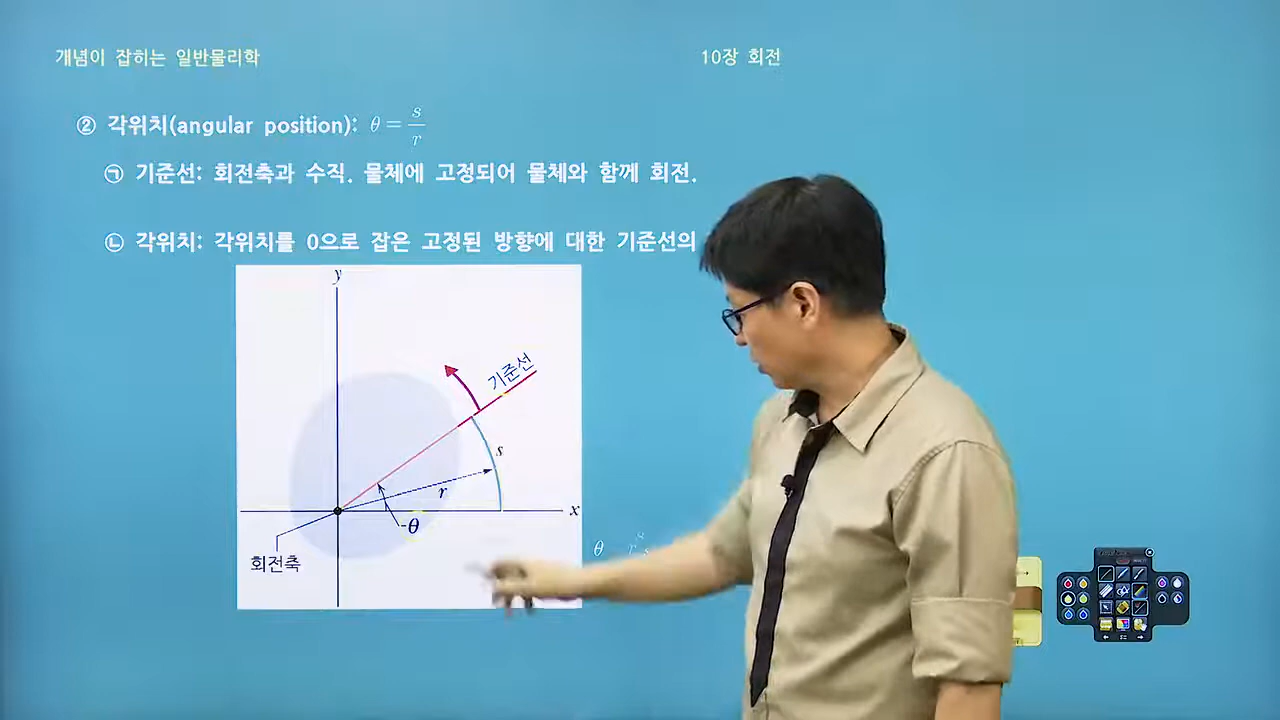 개념이 잡히는 일반물리학
10장 회전
② 각위치(angular position): θ = s/r
㉠ 기준선: 회전축과 수직. 물체에 고정되어 물체와 함께 회전.
㉡ 각위치: 각위치를 0으로 잡은 고정된 방향에 대한 기준선의
y
기준선
s
r
x
θ
회전축
θ